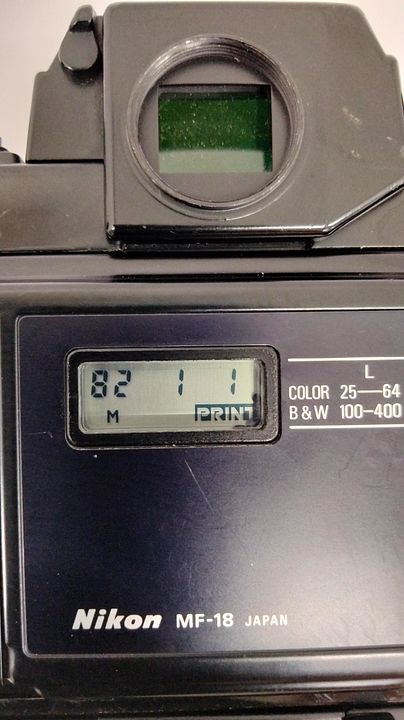 L
COLOR 25—64
B&W 100-400
82 1 1
M PRINT
Nikon MF-18 JAPAN